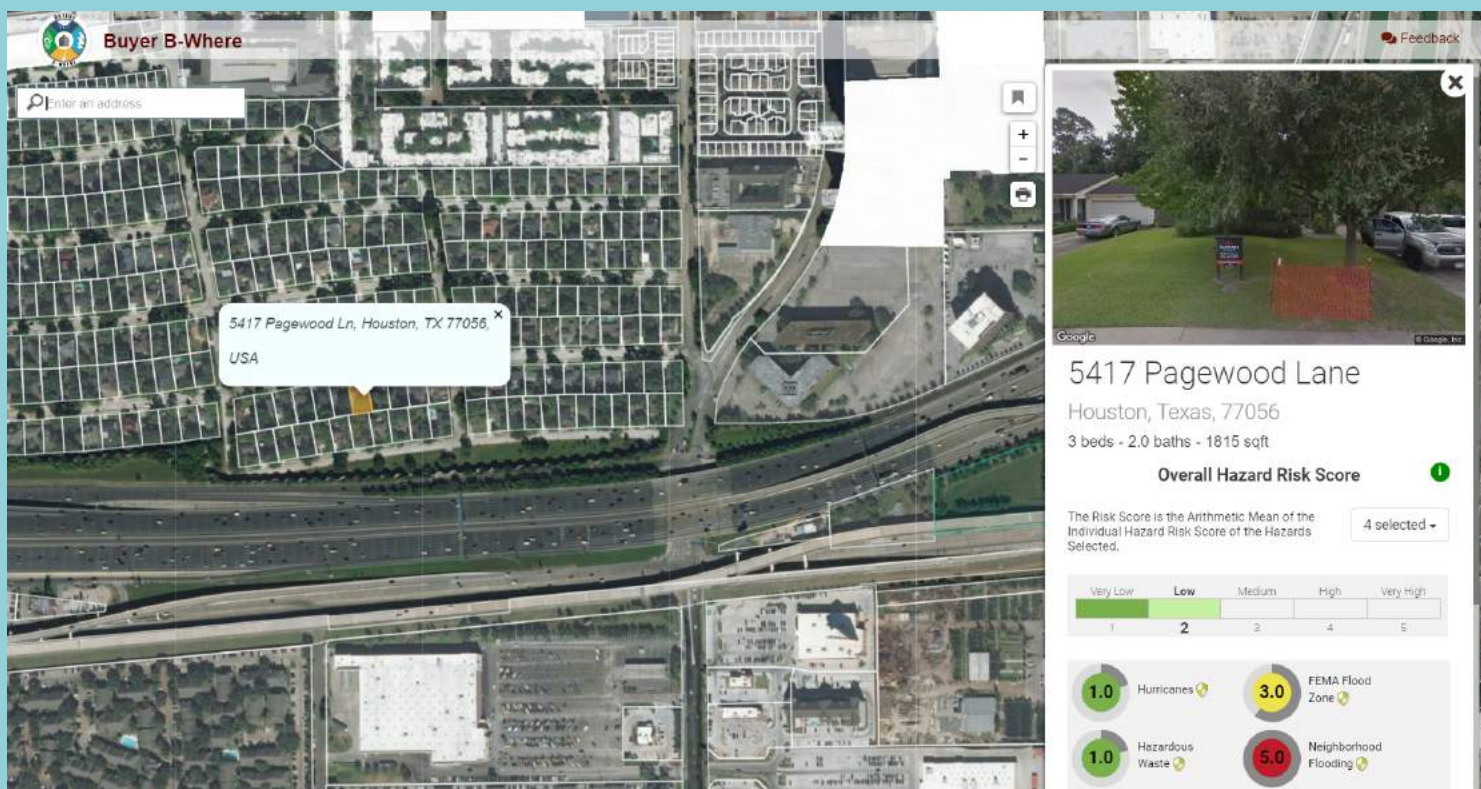 Buyer B-Where
Feedback
Enter an address
+
-
5417 Pagewood Ln, Houston, TX 77056,
USA
Google
© Google, Inc
5417 Pagewood Lane
Houston, Texas, 77056
3 beds - 2.0 baths - 1815 sqft
Overall Hazard Risk Score
i
The Risk Score is the Arithmetic Mean of the
Individual Hazard Risk Score of the Hazards
Selected.
4 selected
Very Low Low Medium High Very High
1 2 3 4 5
1.0 Hurricanes
3.0 FEMA Flood
Zone
1.0 Hazardous
Waste
5.0 Neighborhood
Flooding